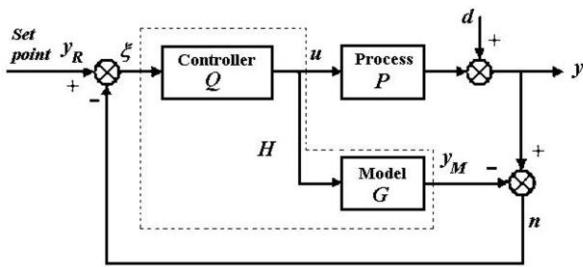 Set point y_R
+
-
ξ
Controller
Q
u
Process
P
d
+
y
H
Model
G
y_M
-
+
n